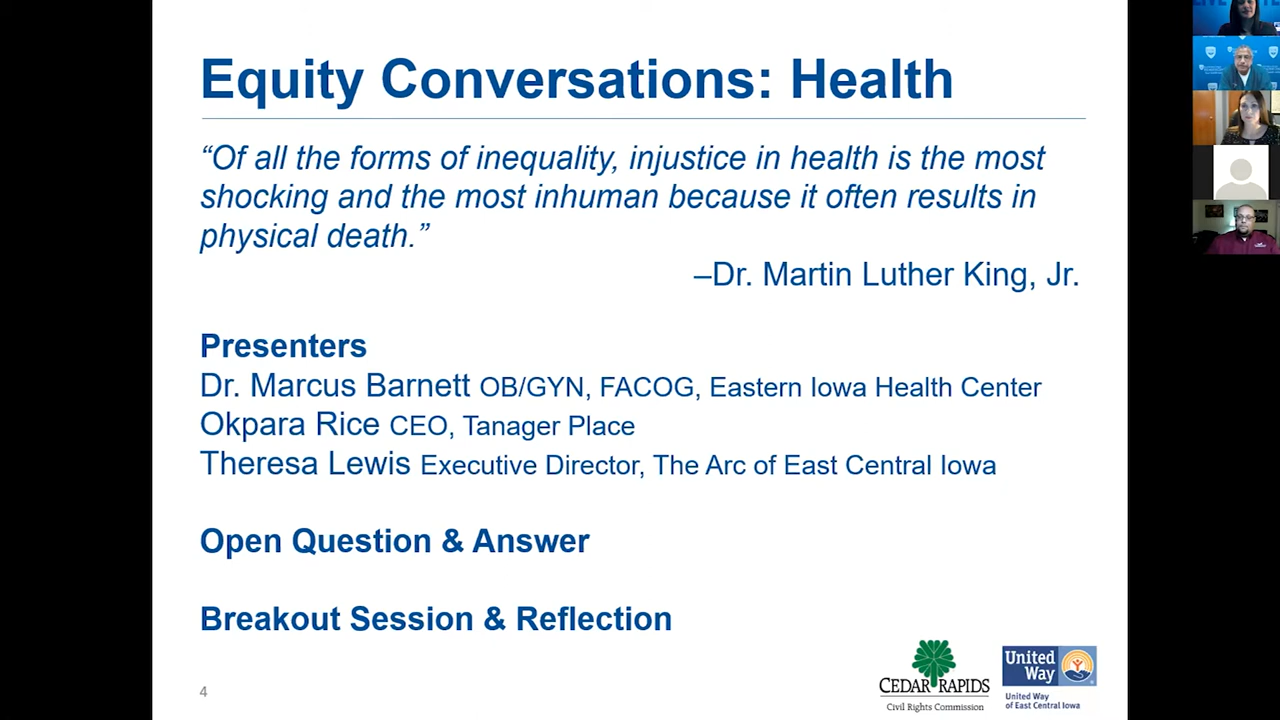 Equity Conversations: Health
“Of all the forms of inequality, injustice in health is the most
shocking and the most inhuman because it often results in
physical death.”
–Dr. Martin Luther King, Jr.
Presenters
Dr. Marcus Barnett OB/GYN, FACOG, Eastern Iowa Health Center
Okpara Rice CEO, Tanager Place
Theresa Lewis Executive Director, The Arc of East Central Iowa
Open Question & Answer
Breakout Session & Reflection
4
CEDAR RAPIDS
Civil Rights Commission
United
Way
United Way
of East Central Iowa